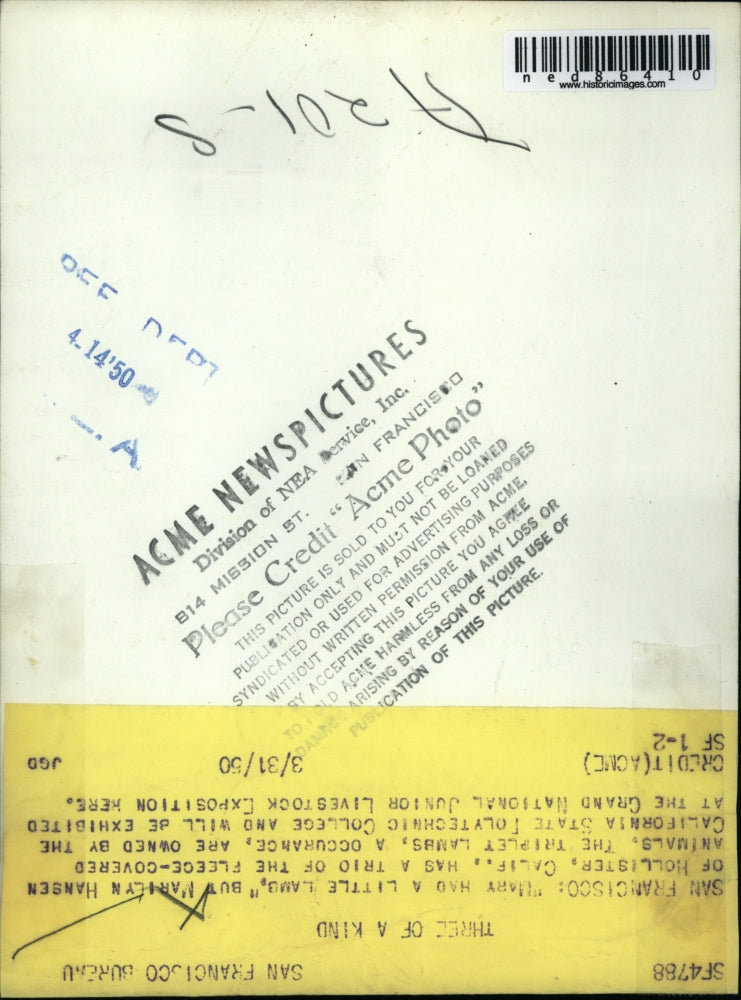 ned86410
www.historicimages.com
A 201-8
REF DEPT
4-14'50
ACME NEWSPICTURES
Division of NEA Service, Inc.
814 MISSION ST. SAN FRANCISCO
Please Credit "Acme Photo"
THIS PICTURE IS SOLD TO YOU FOR YOUR
PUBLICATION ONLY AND MUST NOT BE LOANED
SYNDICATED OR USED FOR ADVERTISING PURPOSES
WITHOUT WRITTEN PERMISSION FROM ACME.
BY ACCEPTING THIS PICTURE YOU AGREE
TO HOLD ACME HARMLESS FROM ANY LOSS OR
DAMAGE ARISING BY REASON OF YOUR USE OF
PUBLICATION OF THIS PICTURE.
SF4788 SAN FRANCISCO BUREAU
THREE OF A KIND
SAN FRANCISCO: "MARY HAD A LITTLE LAMB," BUT MARILYN HANSEN
OF HOLLISTER, CALIF., HAS A TRIO OF THE FLEECE-COVERED
ANIMALS. THE TRIPLET LAMBS, A OCCURANCE, ARE OWNED BY THE
CALIFORNIA STATE POLYTECHNIC COLLEGE AND WILL BE EXHIBITED
AT THE GRAND NATIONAL JUNIOR LIVESTOCK EXPOSITION HERE.
CREDIT(ACME) 3/31/50 JGD
SF 1-2